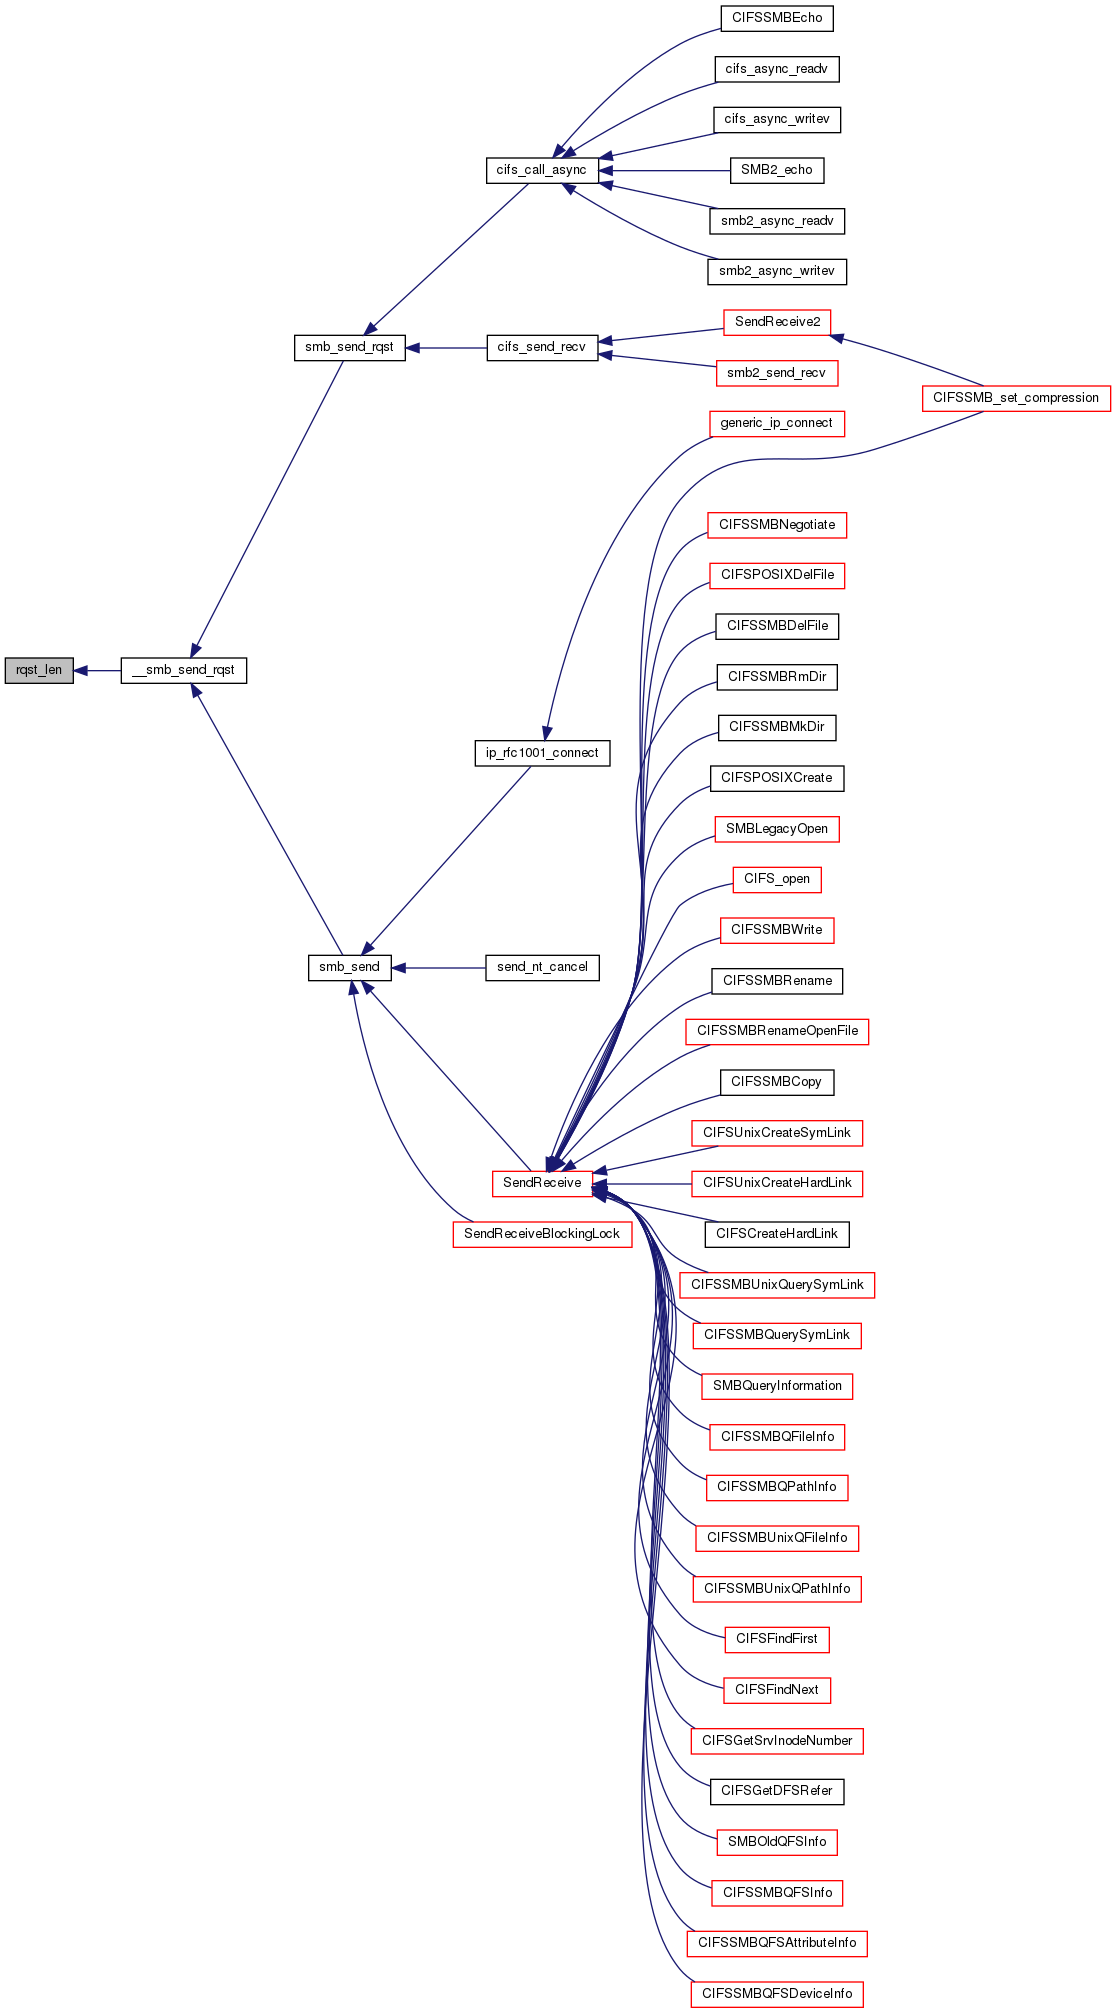 CIFSSMBEcho
cifs_async_readv
cifs_async_writev
cifs_call_async
SMB2_echo
smb2_async_readv
smb2_async_writev
SendReceive2
smb_send_rqst
cifs_send_recv
smb2_send_recv
CIFSSMB_set_compression
generic_ip_connect
CIFSSMBNegotiate
CIFSPOSIXDelFile
CIFSSMBDelFile
rqst_len
__smb_send_rqst
CIFSSMBRmDir
CIFSSMBMkDir
ip_rfc1001_connect
CIFSPOSIXCreate
SMBLegacyOpen
CIFS_open
CIFSSMBWrite
smb_send
send_nt_cancel
CIFSSMBRename
CIFSSMBRenameOpenFile
CIFSSMBCopy
CIFSUnixCreateSymLink
SendReceive
CIFSUnixCreateHardLink
SendReceiveBlockingLock
CIFSCreateHardLink
CIFSSMBUnixQuerySymLink
CIFSSMBQuerySymLink
SMBQueryInformation
CIFSSMBQFileInfo
CIFSSMBQPathInfo
CIFSSMBUnixQFileInfo
CIFSSMBUnixQPathInfo
CIFSFindFirst
CIFSFindNext
CIFSGetSrvInodeNumber
CIFSGetDFSRefer
SMBOldQFSInfo
CIFSSMBQFSInfo
CIFSSMBQFSAttributeInfo
CIFSSMBQFSDeviceInfo